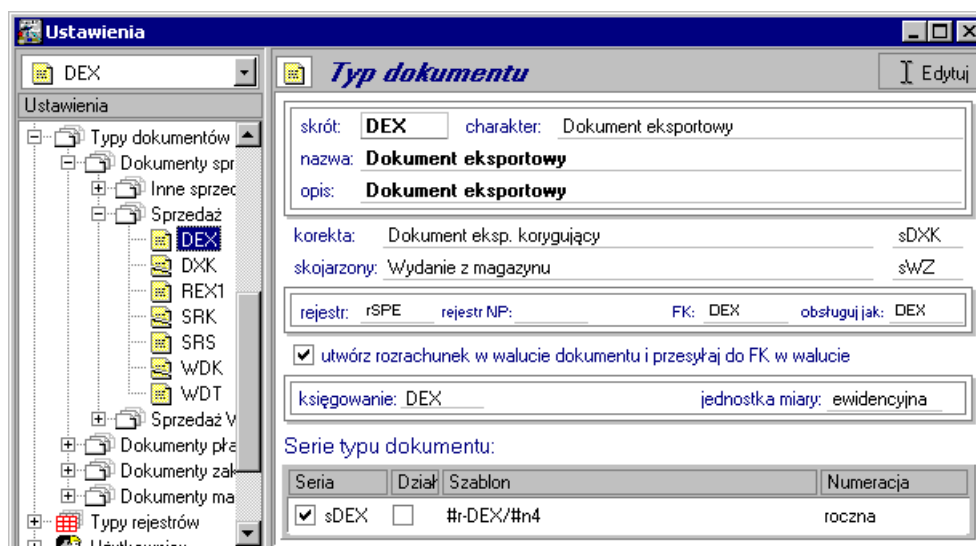 Ustawienia
DEX
Ustawienia
Typy dokumentów
Dokumenty spr
Inne sprzed
Sprzedaż
DEX
DXK
REX1
SRK
SRS
WDK
WDT
Sprzedaż V
Dokumenty pła
Dokumenty zak
Dokumenty ma
Typy rejestrów
Typ dokumentu
Edytuj
skrót: DEX charakter: Dokument eksportowy
nazwa: Dokument eksportowy
opis: Dokument eksportowy
korekta: Dokument eksp. korygujący sDXK
skojarzony: Wydanie z magazynu sWZ
rejestr: rSPE rejestr NP: FK: DEX obsługuj jak: DEX
utwórz rozrachunek w walucie dokumentu i przesyłaj do FK w walucie
księgowanie: DEX jednostka miary: ewidencyjna
Serie typu dokumentu:
Seria Dział Szablon Numeracja
sDEX #r-DEX/#n4 roczna